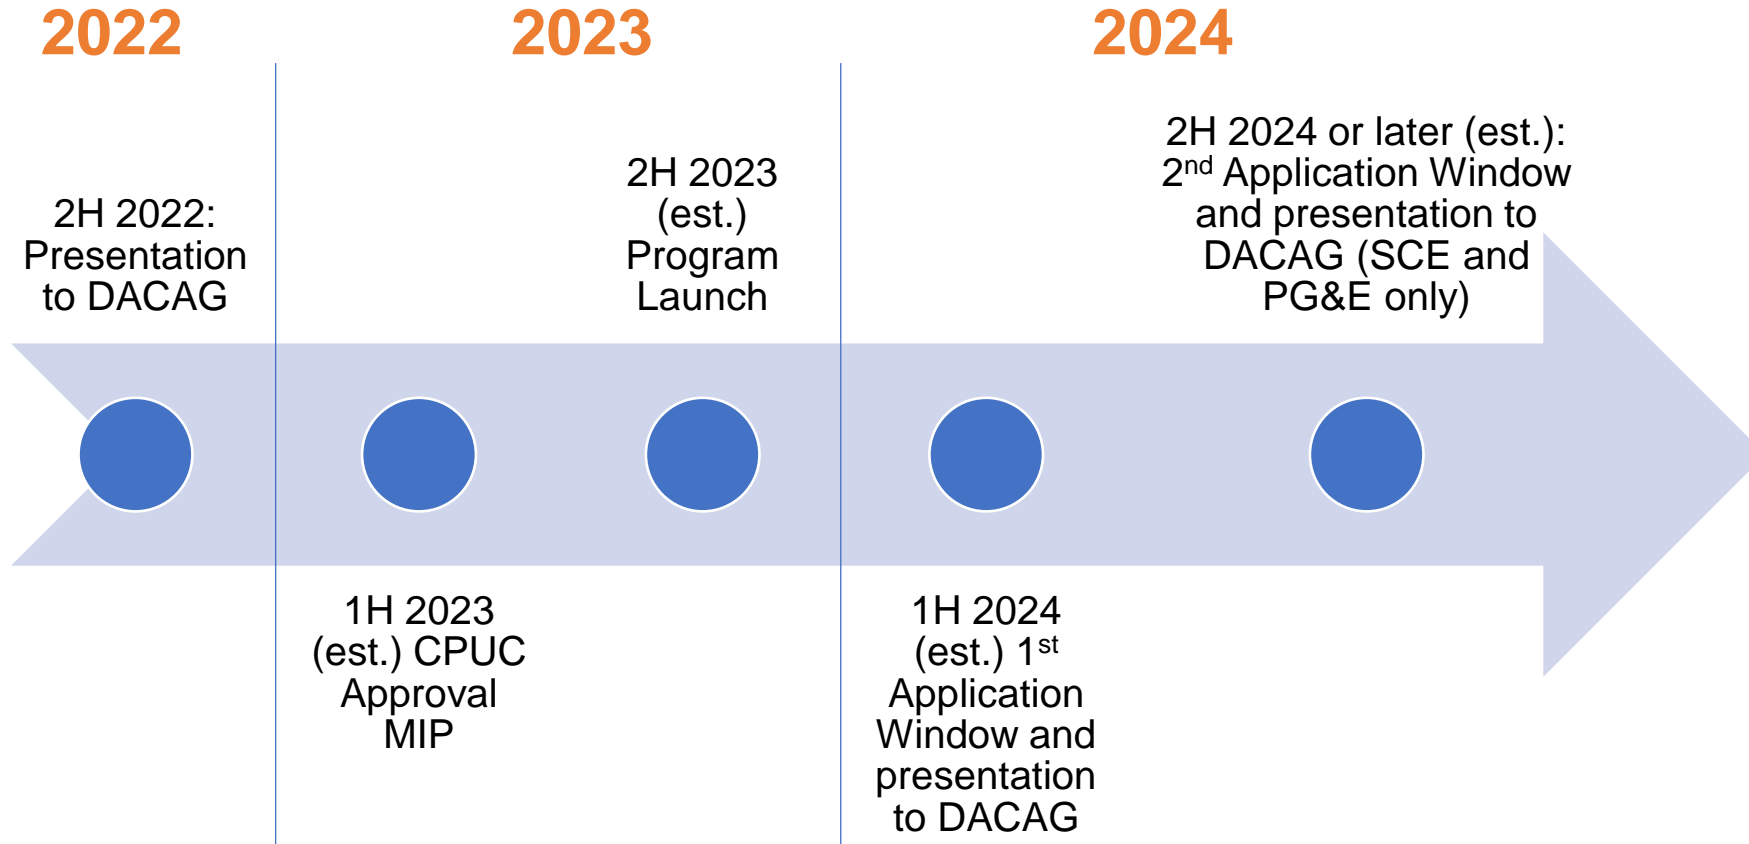 2022
2023
2024
2H 2022:
Presentation
to DACAG
1H 2023
(est.) CPUC
Approval
MIP
2H 2023
(est.)
Program
Launch
1H 2024
(est.) 1st
Application
Window and
presentation
to DACAG
2H 2024 or later (est.):
2nd Application Window
and presentation to
DACAG (SCE and
PG&E only)